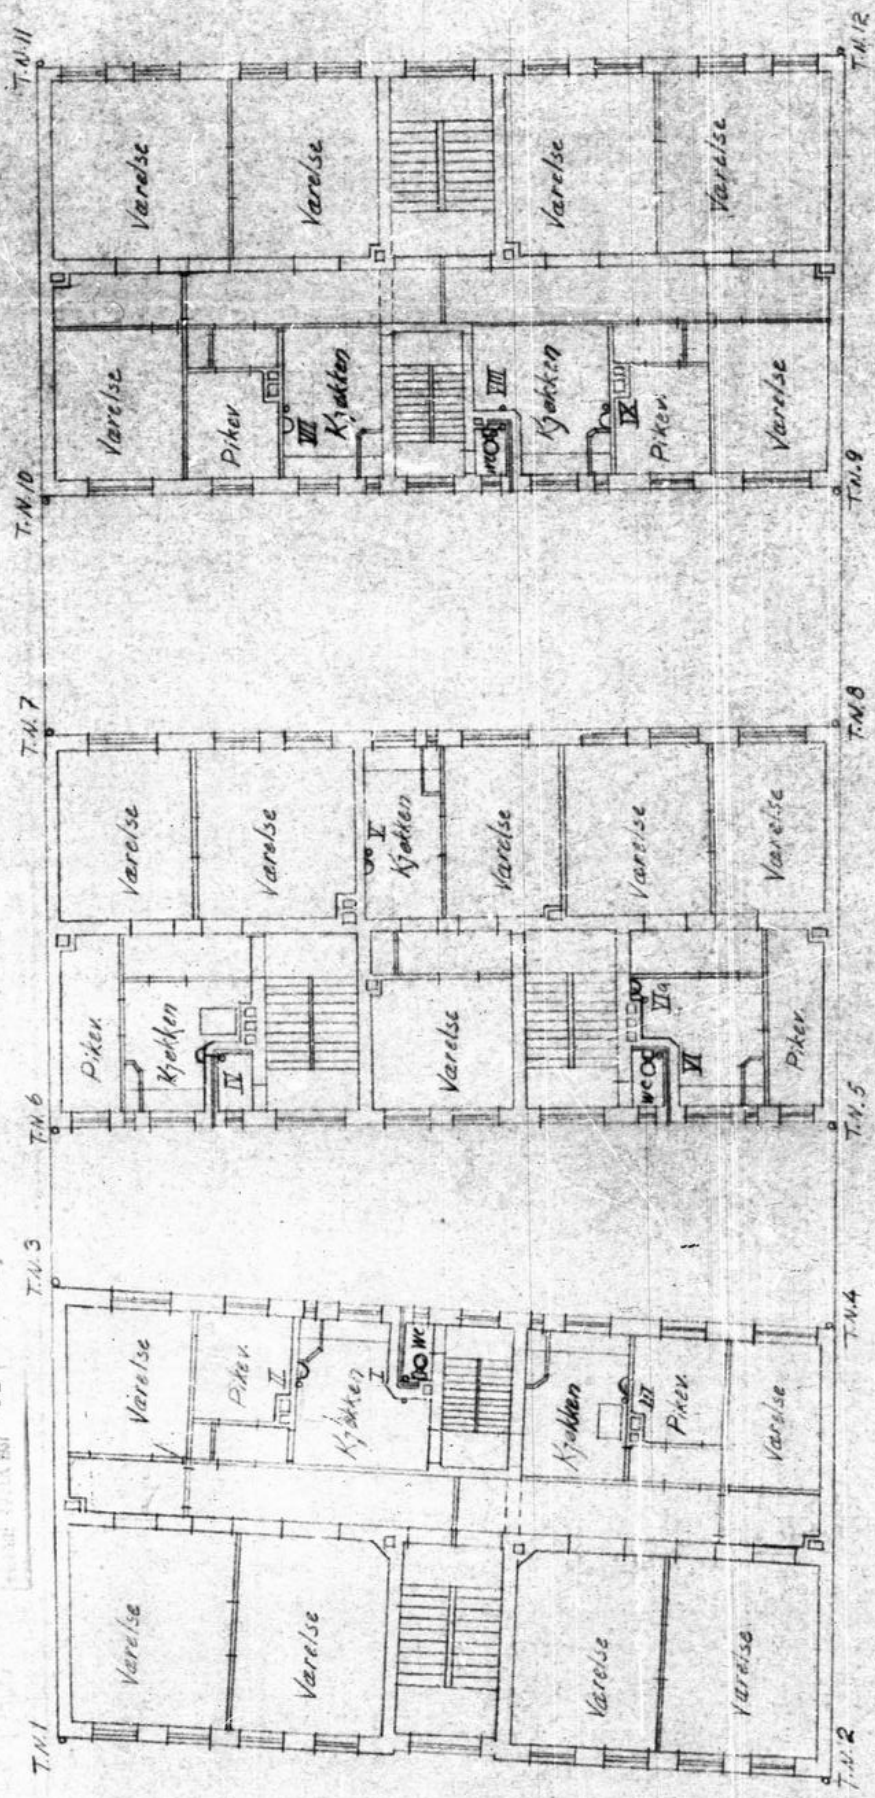 T.N.11
T.N.12
Værelse
Værelse
Værelse
Værelse
Værelse
Pikev.
VII
Kjøkken
VIII
WC
Kjøkken
IX
Pikev.
Værelse
T.N.10
T.N.9
T.N.7
T.N.8
Værelse
Værelse
V
Kjøkken
Værelse
Værelse
Værelse
Pikev.
Kjøkken
IV
Værelse
WC
VIa
VI
Pikev.
T.N.6
T.N.5
T.N.3
T.N.4
Værelse
Pikev.
II
Kjøkken
I
WC
Kjøkken
III
Pikev.
Værelse
Værelse
Værelse
Værelse
Værelse
T.N.1
T.N.2